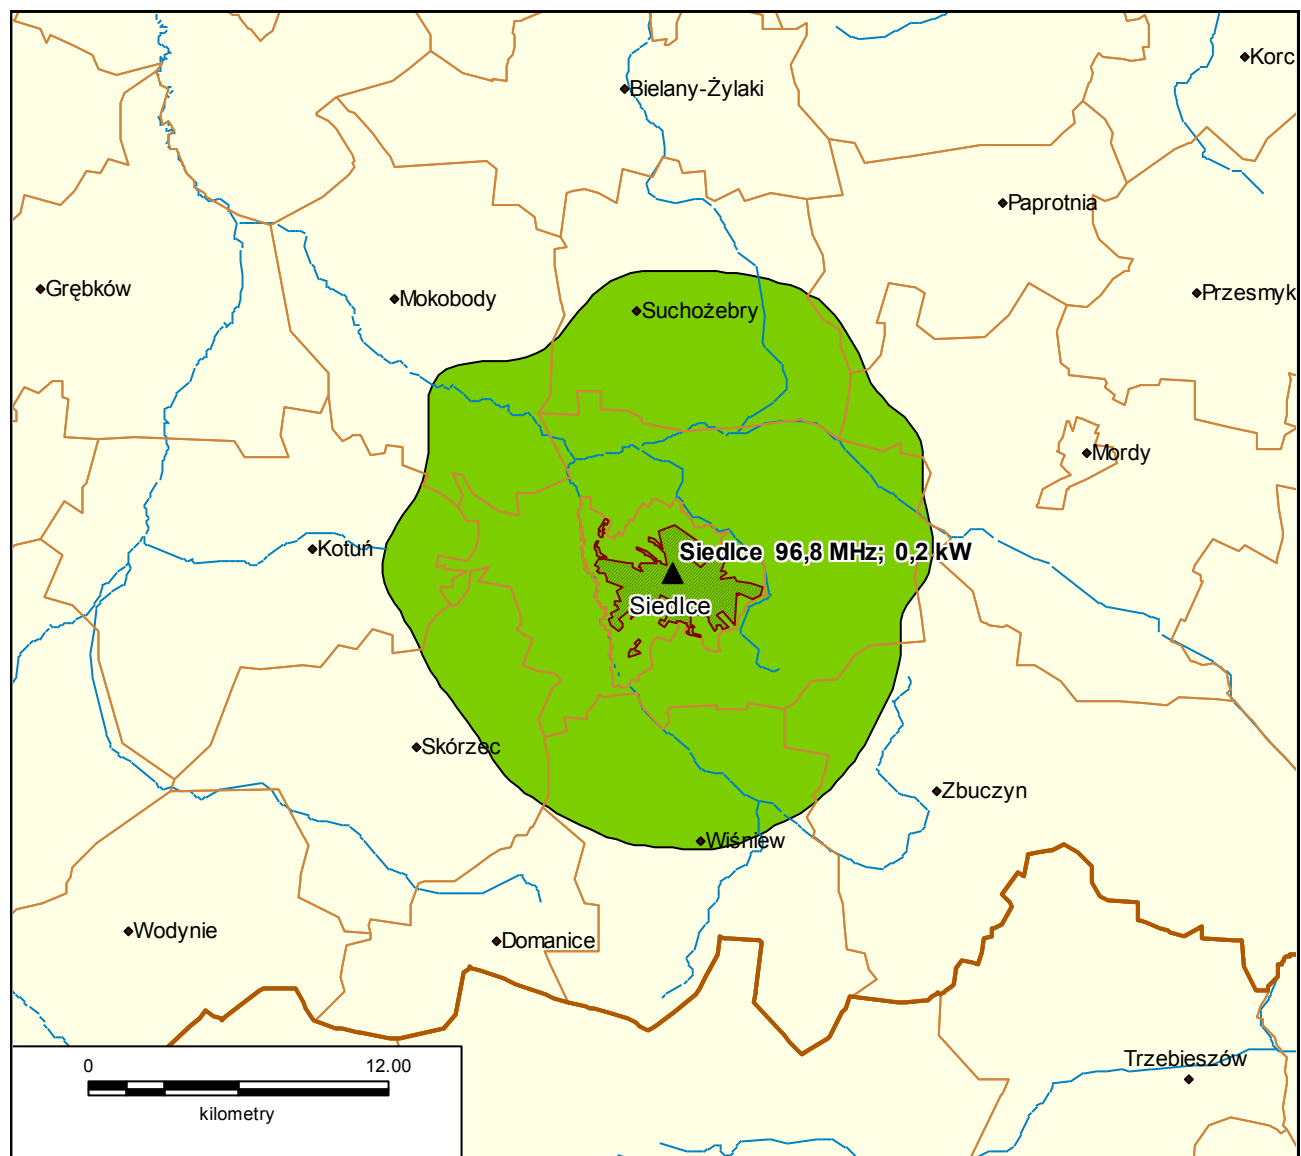 Korc
Bielany-Żylaki
Paprotnia
Grębków
Mokobody
Przesmyk
Suchożebry
Mordy
Kotuń
Siedlce 96,8 MHz; 0,2 kW
Siedlce
Skórzec
Zbuczyn
Wiśniew
Wodynie
Domanice
Trzebieszów
0
12.00
kilometry